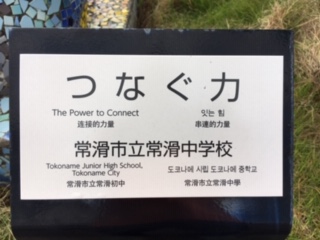 つなぐ力
The Power to Connect
잇는 힘
连接的力量
串連的力量
常滑市立常滑中学校
Tokoname Junior High School,
Tokoname City
도코나메 시립 도코나메 중학교
常滑市立常滑初中
常滑市立常滑中學